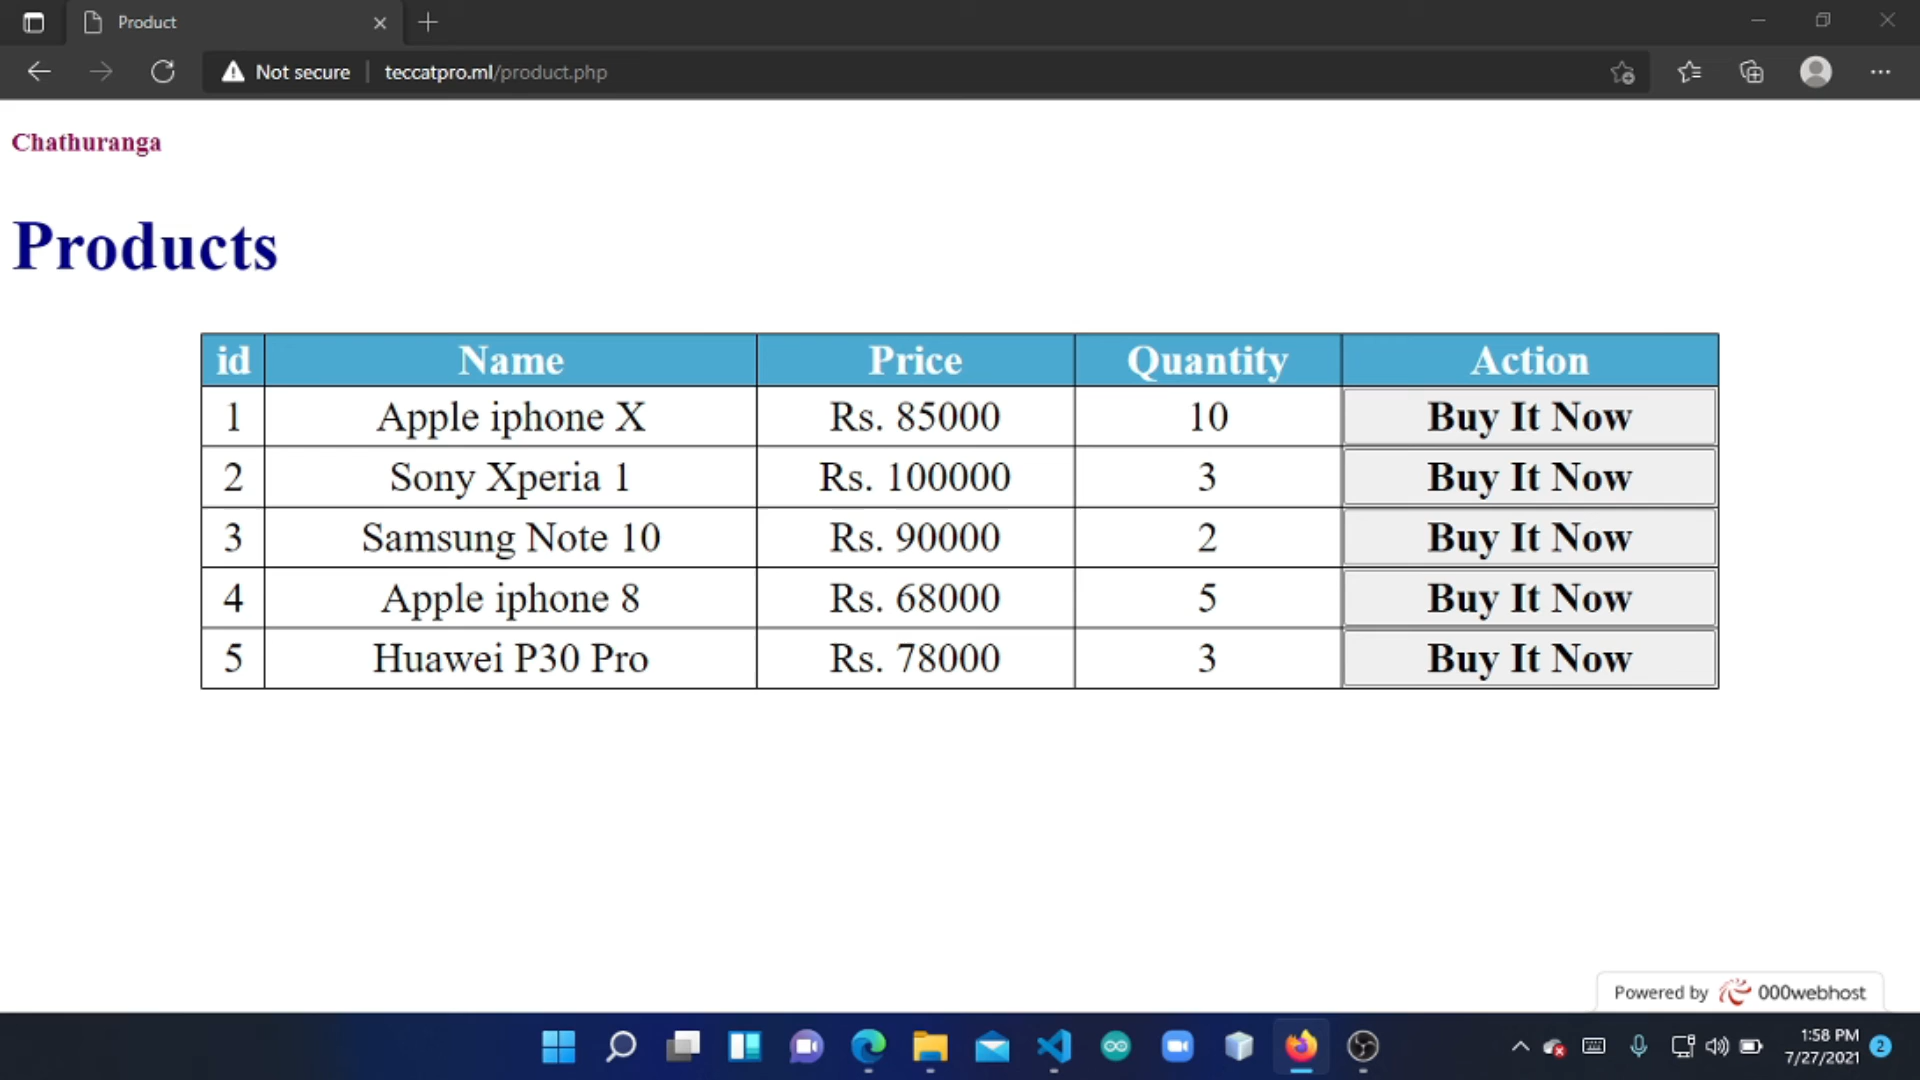 Product
Not secure teccatpro.ml/product.php
Chathuranga
Products
id Name Price Quantity Action
1 Apple iphone X Rs. 85000 10 Buy It Now
2 Sony Xperia 1 Rs. 100000 3 Buy It Now
3 Samsung Note 10 Rs. 90000 2 Buy It Now
4 Apple iphone 8 Rs. 68000 5 Buy It Now
5 Huawei P30 Pro Rs. 78000 3 Buy It Now
Powered by 000webhost
1:58 PM
7/27/2021 2